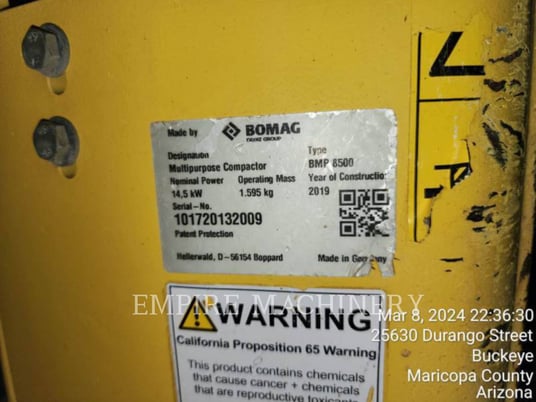 Made by BOMAG
FAYAT GROUP
Designation Type
Multipurpose Compactor BMP 8500
Nominal Power Operating Mass Year of Constructio
14,5 kW 1.595 kg 2019
Serial-No.
101720132009
Patent Protection
Hellerwald, D-56154 Boppard Made in Germany
EMPIRE MACHINERY
WARNING
California Proposition 65 Warning
This product contains chemicals
that cause cancer + chemicals
that are reproductive toxicants
Mar 8, 2024 22:36:30
25630 Durango Street
Buckeye
Maricopa County
Arizona